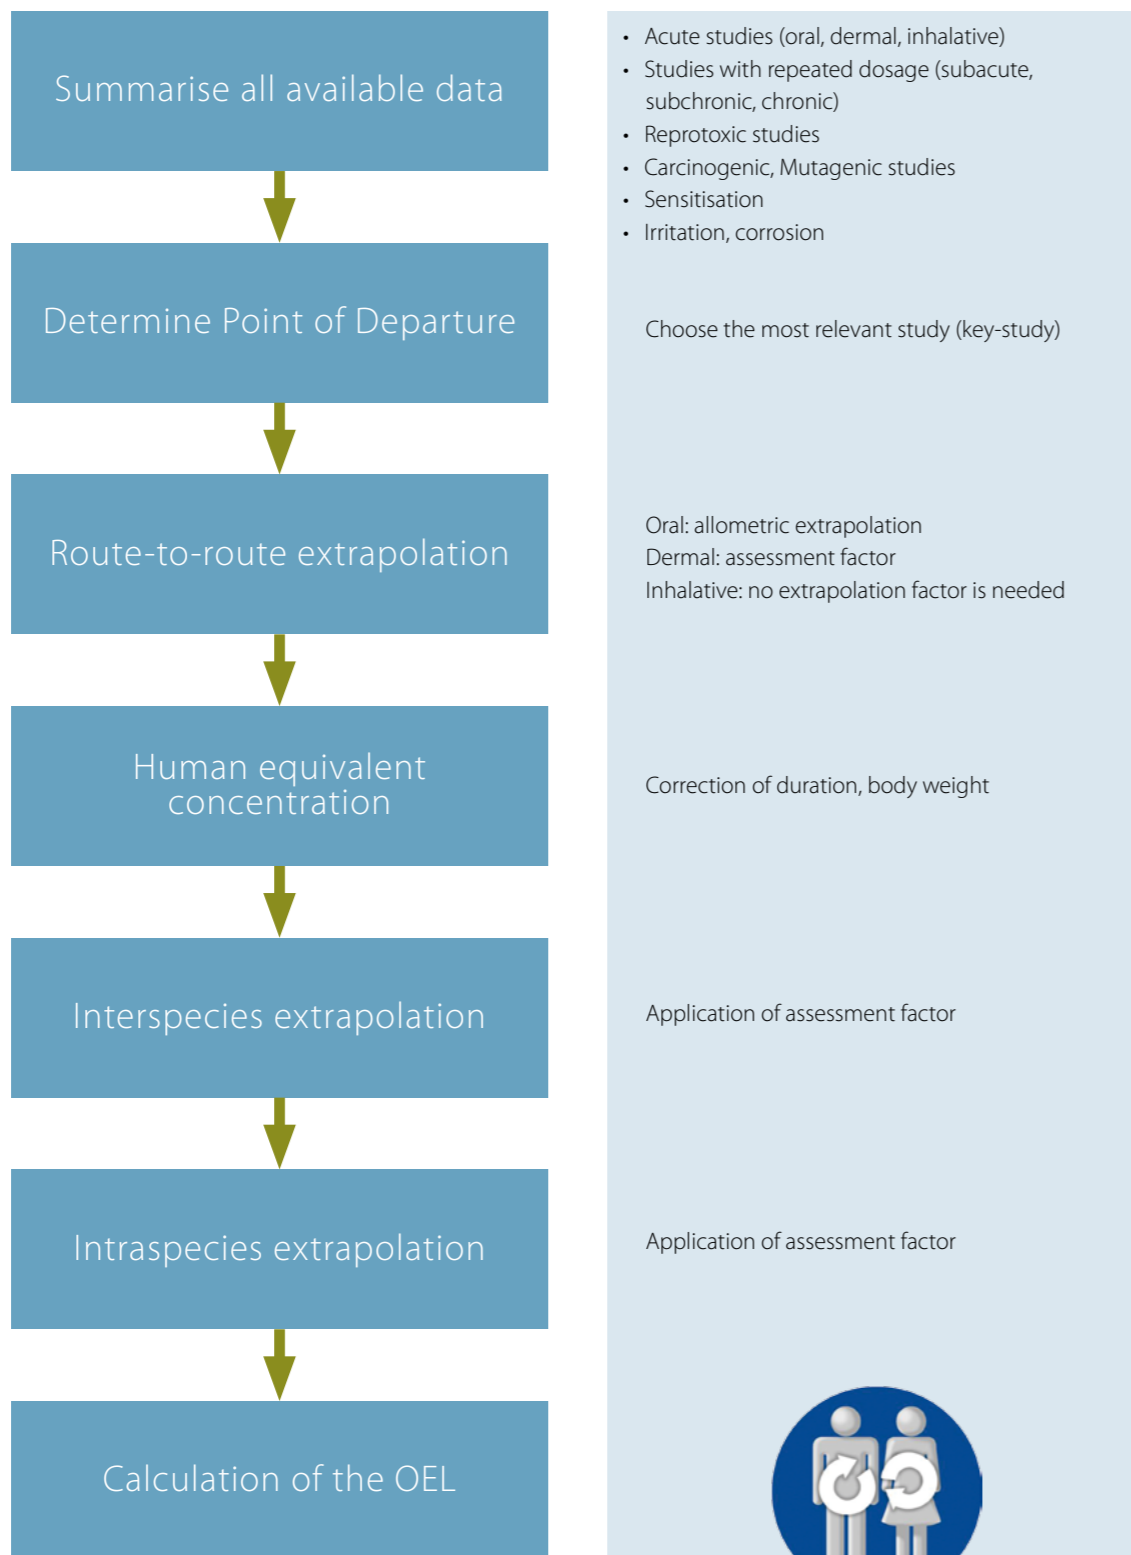 Summarise all available data
• Acute studies (oral, dermal, inhalative)
• Studies with repeated dosage (subacute,
subchronic, chronic)
• Reprotoxic studies
• Carcinogenic, Mutagenic studies
• Sensitisation
• Irritation, corrosion
Determine Point of Departure
Choose the most relevant study (key-study)
Route-to-route extrapolation
Oral: allometric extrapolation
Dermal: assessment factor
Inhalative: no extrapolation factor is needed
Human equivalent
concentration
Correction of duration, body weight
Interspecies extrapolation
Application of assessment factor
Intraspecies extrapolation
Application of assessment factor
Calculation of the OEL